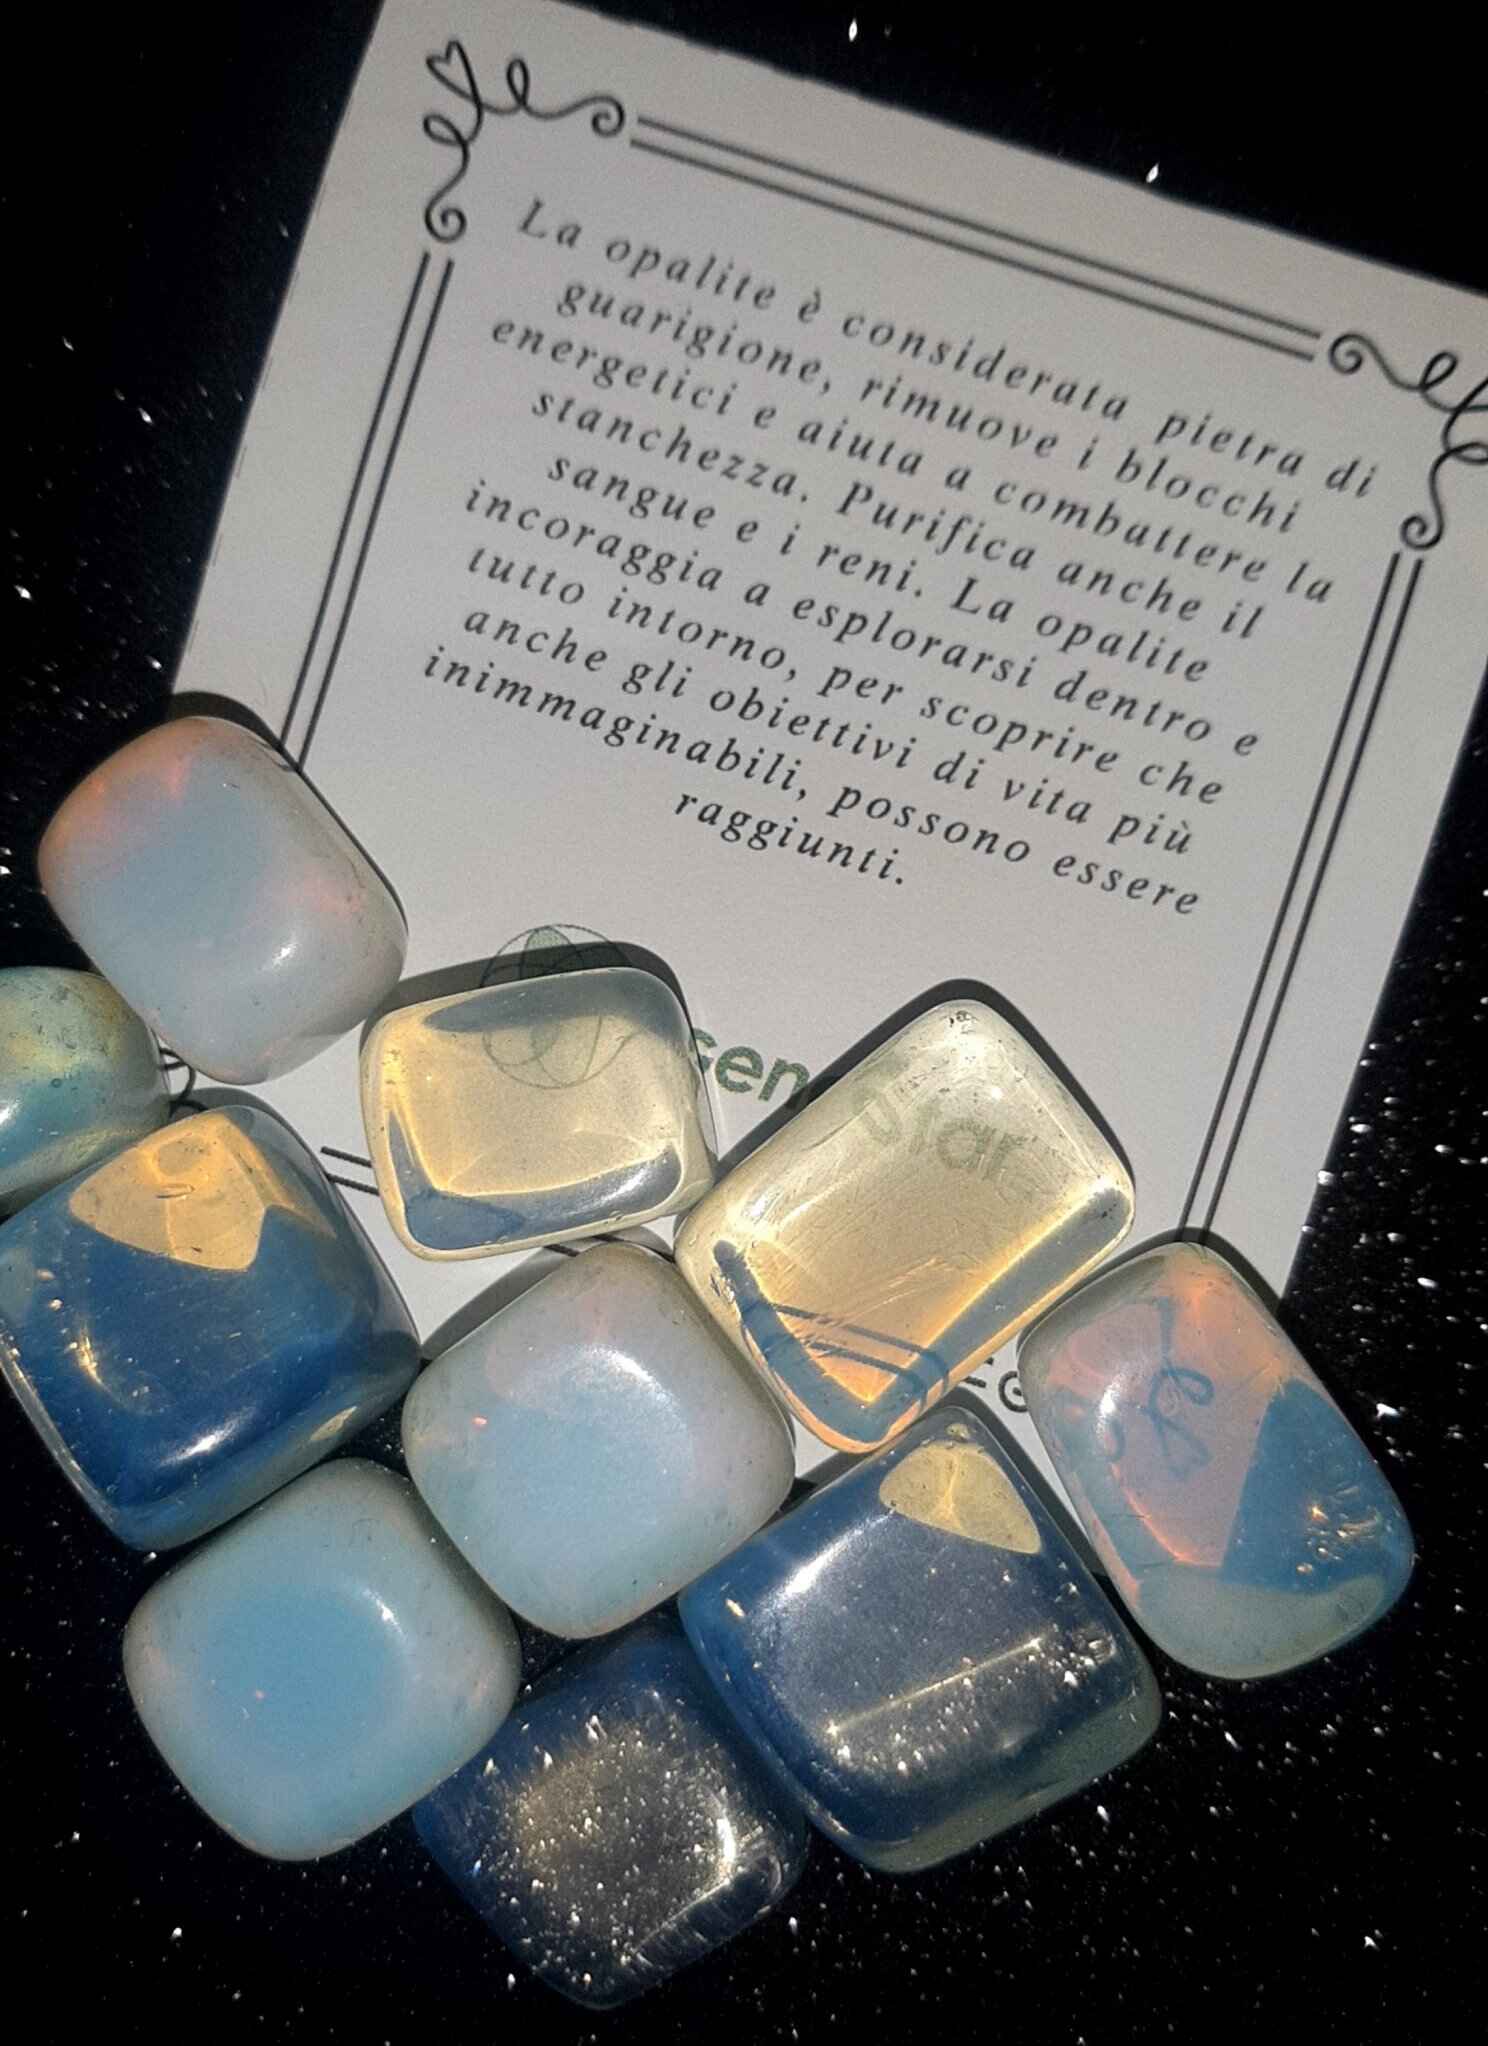 La opalite è considerata pietra di
guarigione, rimuove i blocchi
energetici e aiuta a combattere la
stanchezza. Purifica anche il
sangue e i reni. La opalite
incoraggia a esplorarsi dentro e
tutto intorno, per scoprire che
anche gli obiettivi di vita più
inimmaginabili, possono essere
raggiunti.